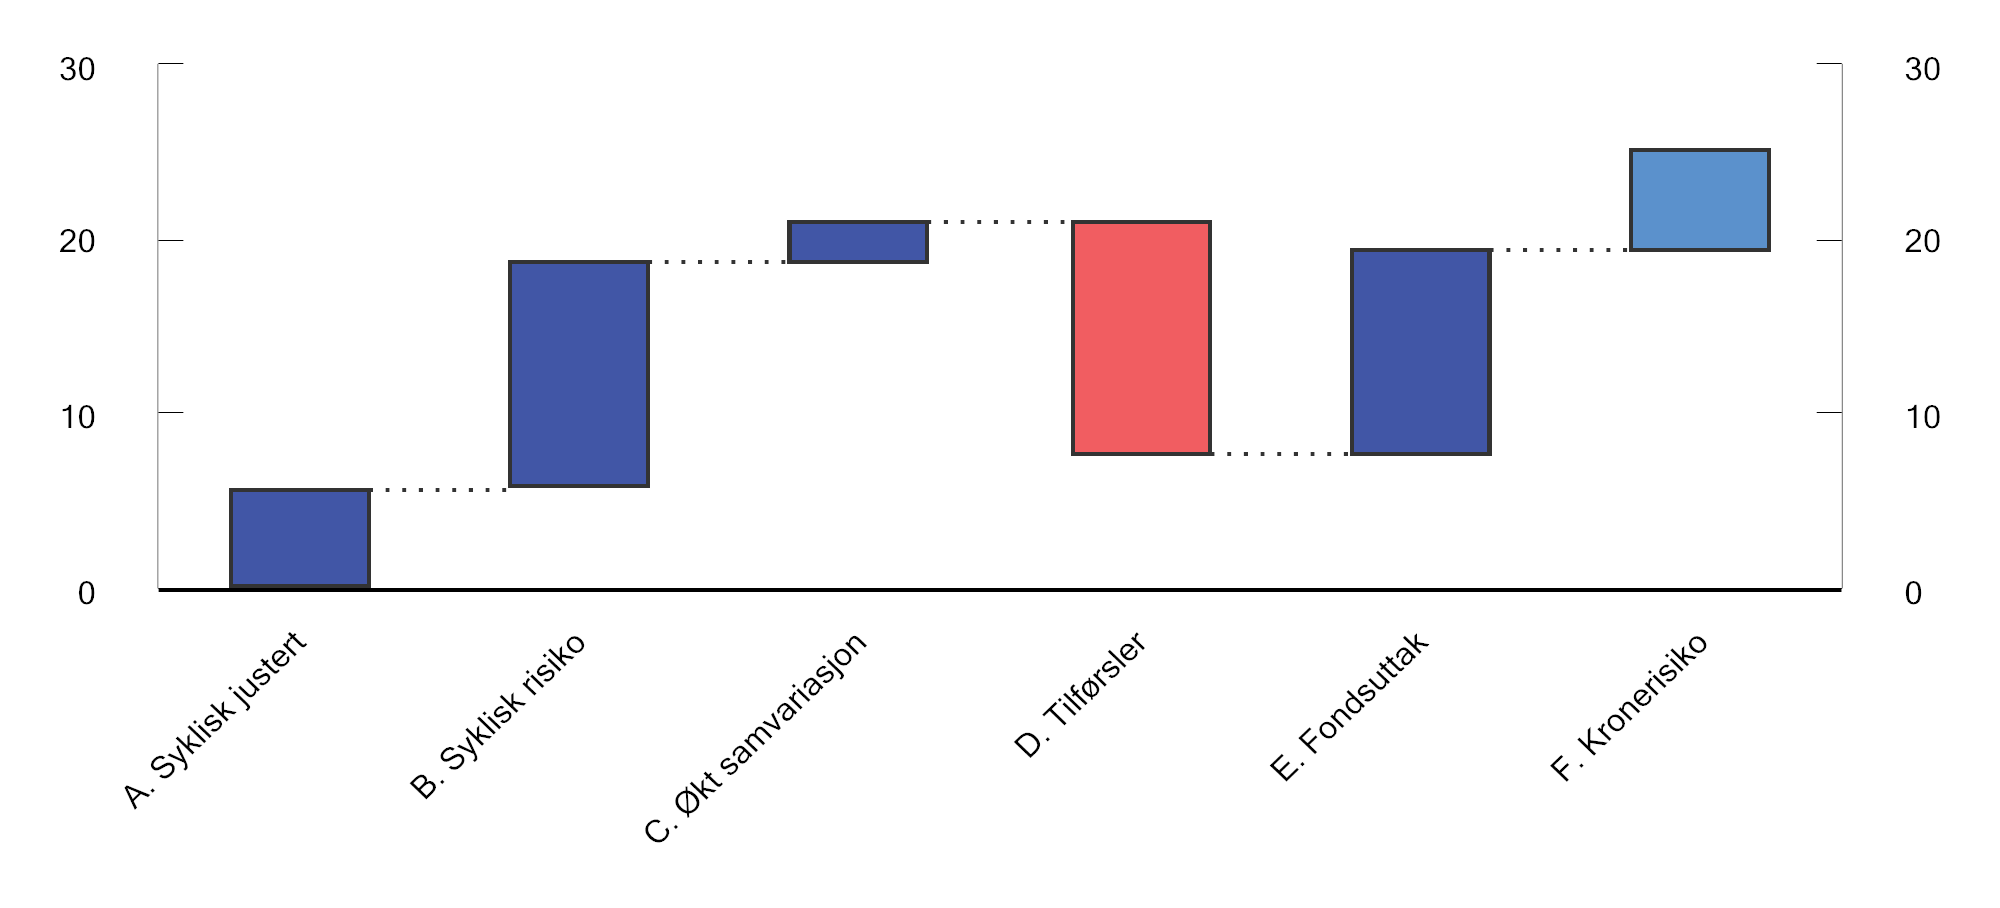 30
30
20
20
10
10
0
0
A. Syklisk justert
B. Syklisk risiko
C. Økt samvariasjon
D. Tilførsler
E. Fondsuttak
F. Kronerisiko